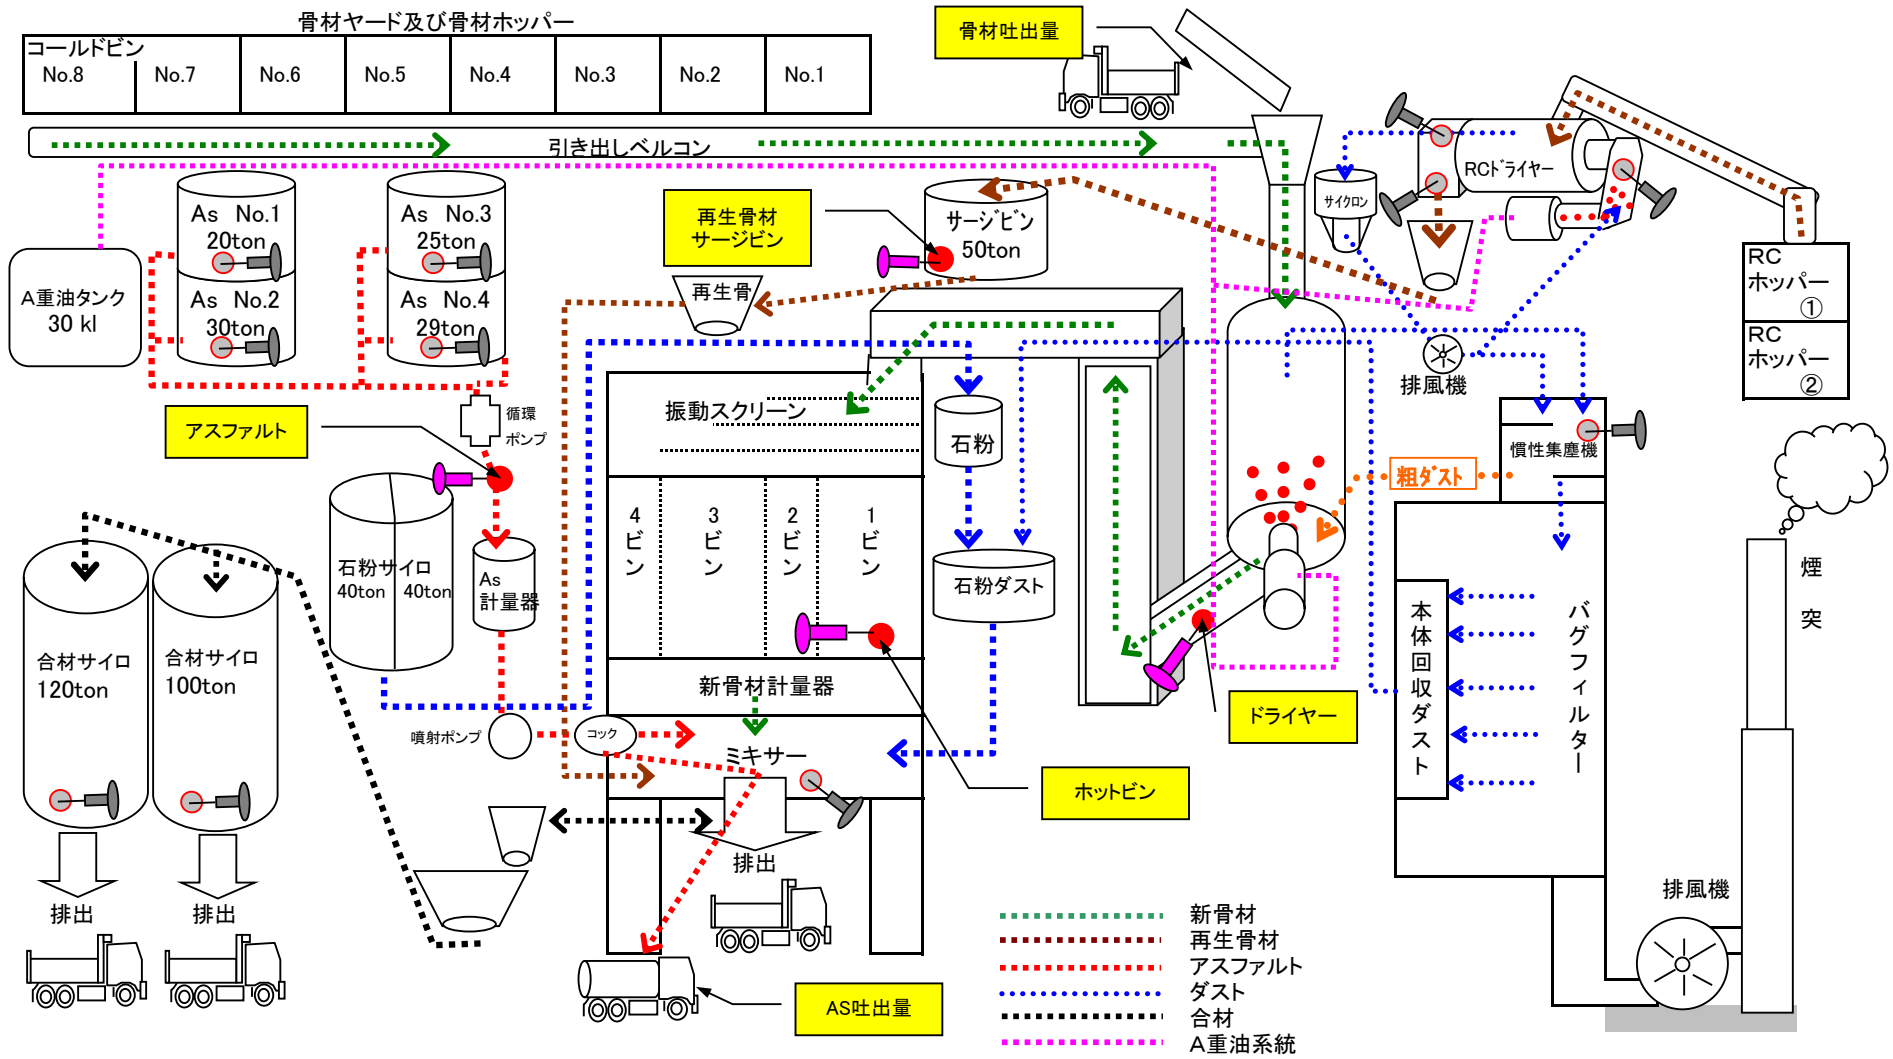 骨材ヤード及び骨材ホッパー
コールドビン
No.8 No.7 No.6 No.5 No.4 No.3 No.2 No.1
骨材吐出量
引き出しベルコン
RCドライヤー
サイクロン
As No.1
20ton
As No.2
30ton
As No.3
25ton
As No.4
29ton
再生骨材
サージビン
サージビン
50ton
再生骨
A重油タンク
30 kl
RC
ホッパー
①
RC
ホッパー
②
排風機
アスファルト
循環
ポンプ
振動スクリーン
石粉
慣性集塵機
粗ダスト
4ビン
3ビン
2ビン
1ビン
石粉サイロ
40ton 40ton
As
計量器
石粉ダスト
合材サイロ
120ton
合材サイロ
100ton
新骨材計量器
ドライヤー
本体回収ダスト
バグフィルター
煙突
噴射ポンプ
コック
ミキサー
ホットビン
排出
排出
排出
排風機
AS吐出量
新骨材
再生骨材
アスファルト
ダスト
合材
A重油系統